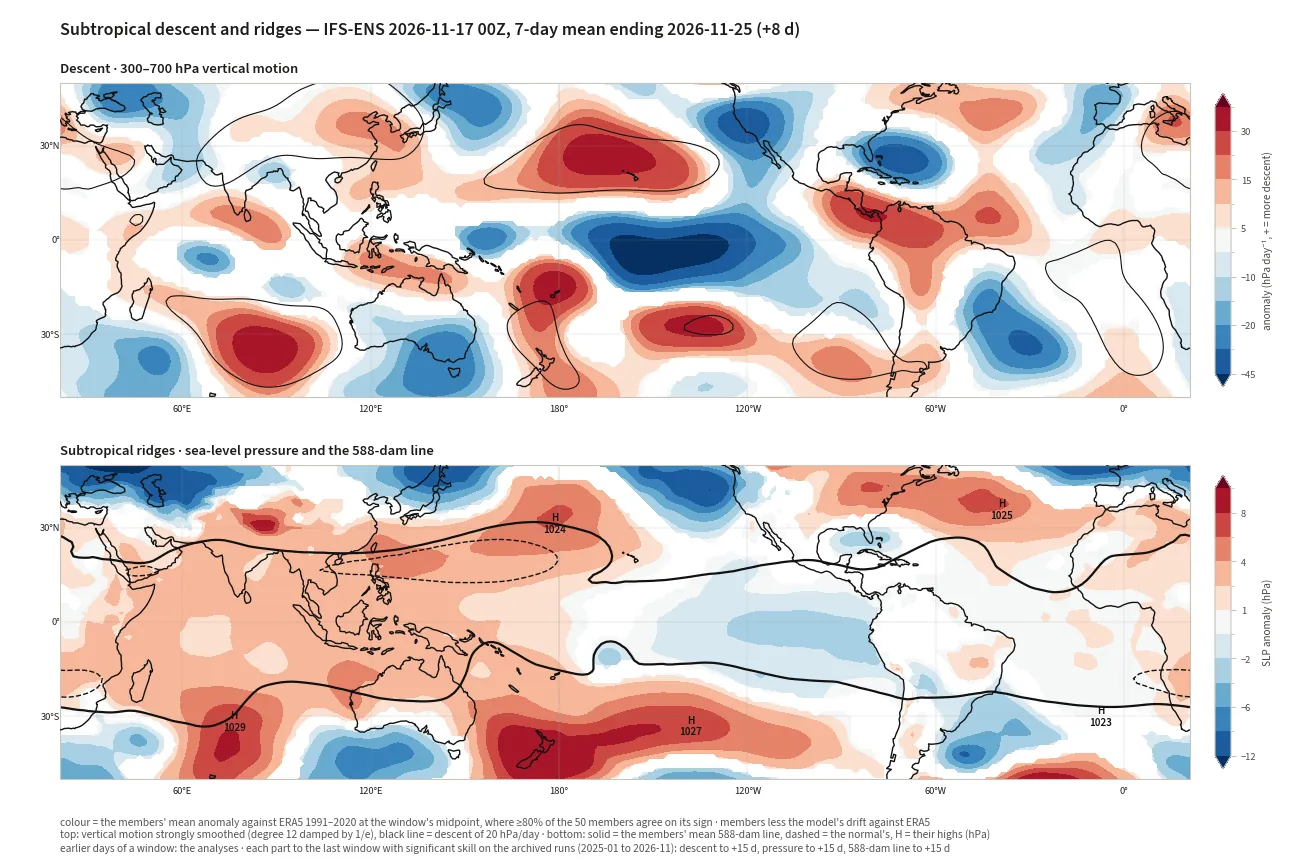 Subtropical descent and ridges — IFS-ENS 2026-11-17 00Z, 7-day mean ending 2026-11-25 (+8 d)
Descent · 300–700 hPa vertical motion
30°N
0°
30°S
60°E
120°E
180°
120°W
60°W
0°
30
15
5
−10
−20
−45
anomaly (hPa day⁻¹, + = more descent)
Subtropical ridges · sea-level pressure and the 588-dam line
30°N
0°
30°S
H
1024
H
1025
H
1029
H
1027
H
1023
60°E
120°E
180°
120°W
60°W
0°
8
4
1
−2
−6
−12
SLP anomaly (hPa)
colour = the members' mean anomaly against ERA5 1991–2020 at the window's midpoint, where ≥80% of the 50 members agree on its sign · members less the model's drift against ERA5
top: vertical motion strongly smoothed (degree 12 damped by 1/e), black line = descent of 20 hPa/day · bottom: solid = the members' mean 588-dam line, dashed = the normal's, H = their highs (hPa)
earlier days of a window: the analyses · each part to the last window with significant skill on the archived runs (2025-01 to 2026-11): descent to +15 d, pressure to +15 d, 588-dam line to +15 d